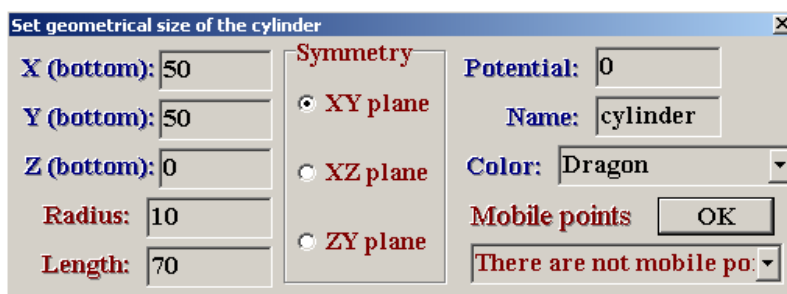 Set geometrical size of the cylinder
X (bottom): 50
Y (bottom): 50
Z (bottom): 0
Radius: 10
Length: 70
Symmetry
XY plane
XZ plane
ZY plane
Potential: 0
Name: cylinder
Color: Dragon
Mobile points OK
There are not mobile po